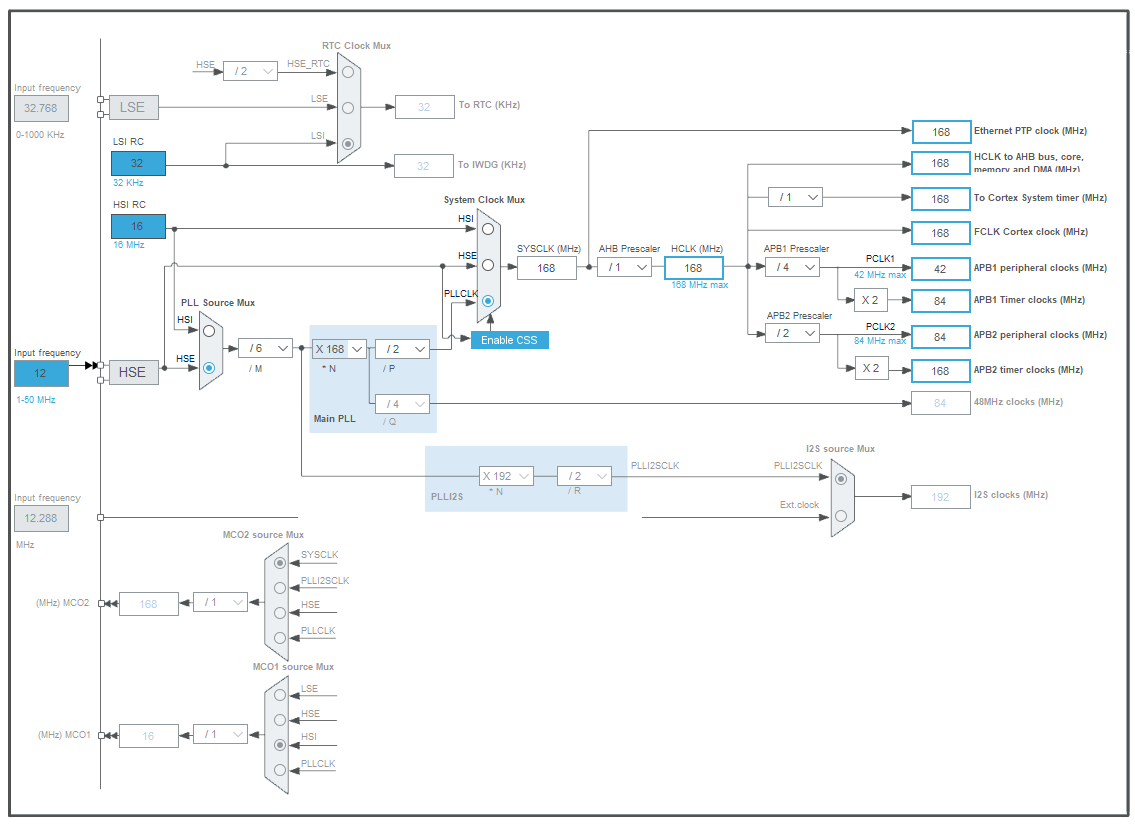 RTC Clock Mux
HSE
/ 2
HSE_RTC
Input frequency
32.768
0-1000 KHz
LSE
LSE
32
To RTC (KHz)
LSI RC
32
32 KHz
LSI
32
To IWDG (KHz)
HSI RC
16
16 MHz
System Clock Mux
HSI
HSE
PLLCLK
Enable CSS
SYSCLK (MHz)
168
AHB Prescaler
/ 1
HCLK (MHz)
168
168 MHz max
168
Ethernet PTP clock (MHz)
168
HCLK to AHB bus, core,
memory and DMA (MHz)
/ 1
168
To Cortex System timer (MHz)
168
FCLK Cortex clock (MHz)
APB1 Prescaler
/ 4
PCLK1
42 MHz max
42
APB1 peripheral clocks (MHz)
X 2
84
APB1 Timer clocks (MHz)
APB2 Prescaler
/ 2
PCLK2
84 MHz max
84
APB2 peripheral clocks (MHz)
X 2
168
APB2 timer clocks (MHz)
84
48MHz clocks (MHz)
PLL Source Mux
HSI
HSE
Input frequency
12
1-50 MHz
HSE
/ 6
/ M
X 168
* N
/ 2
/ P
/ 4
/ Q
Main PLL
X 192
* N
/ 2
/ R
PLLI2S
PLLI2SCLK
I2S source Mux
PLLI2SCLK
Ext.clock
192
I2S clocks (MHz)
Input frequency
12.288
MHz
MCO2 source Mux
SYSCLK
PLLI2SCLK
HSE
PLLCLK
(MHz) MCO2
168
/ 1
MCO1 source Mux
LSE
HSE
HSI
PLLCLK
(MHz) MCO1
16
/ 1